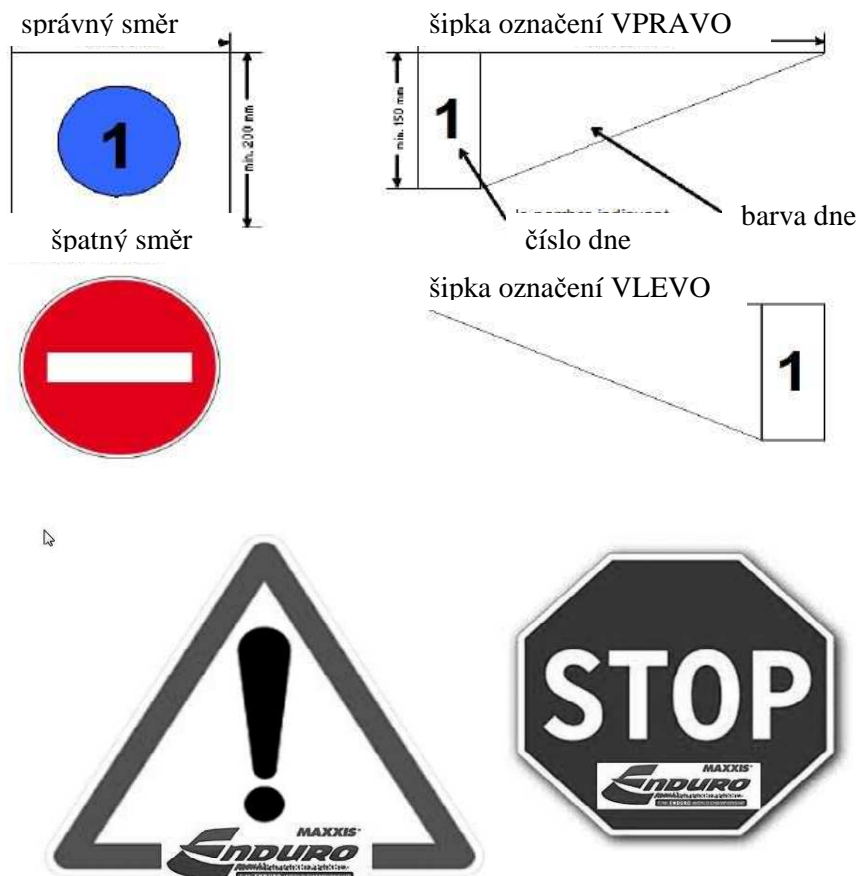 správný směr
šipka označení VPRAVO
min. 200 mm
min. 150 mm
1
1
barva dne
číslo dne
špatný směr
šipka označení VLEVO
1
STOP
MAXXIS
ENDURO
MAXXIS
ENDURO